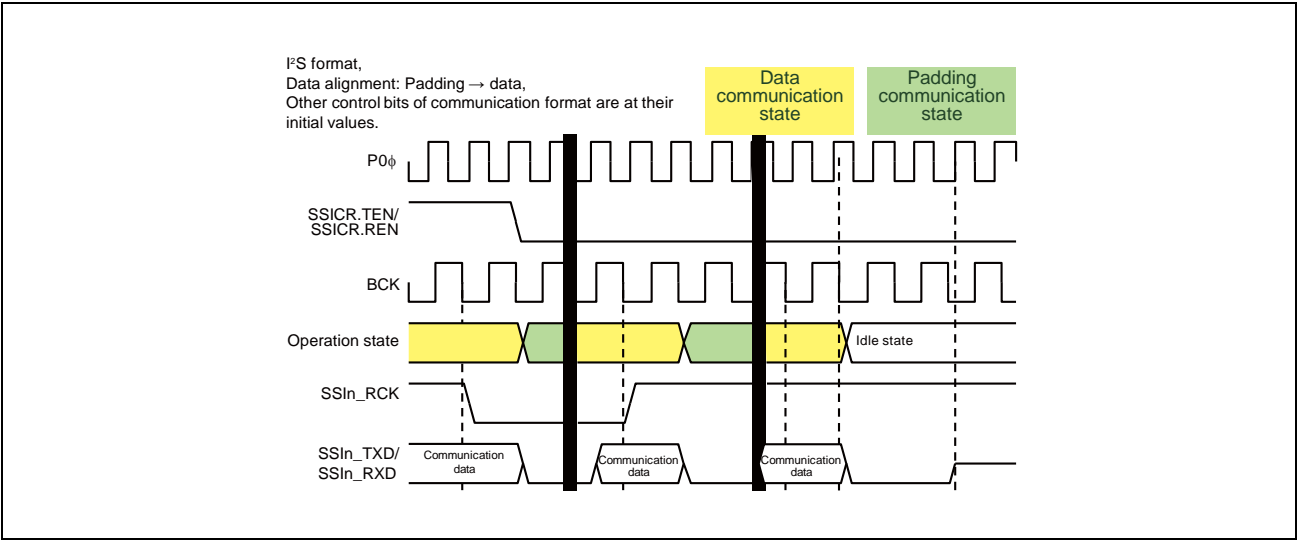 I²S format,
Data alignment: Padding → data,
Other control bits of communication format are at their
initial values.
Data
communication
state
Padding
communication
state
P0ϕ
SSICR.TEN/
SSICR.REN
BCK
Operation state
Idle state
SSIn_RCK
SSIn_TXD/
SSIn_RXD
Communication
data
Communication
data
Communication
data